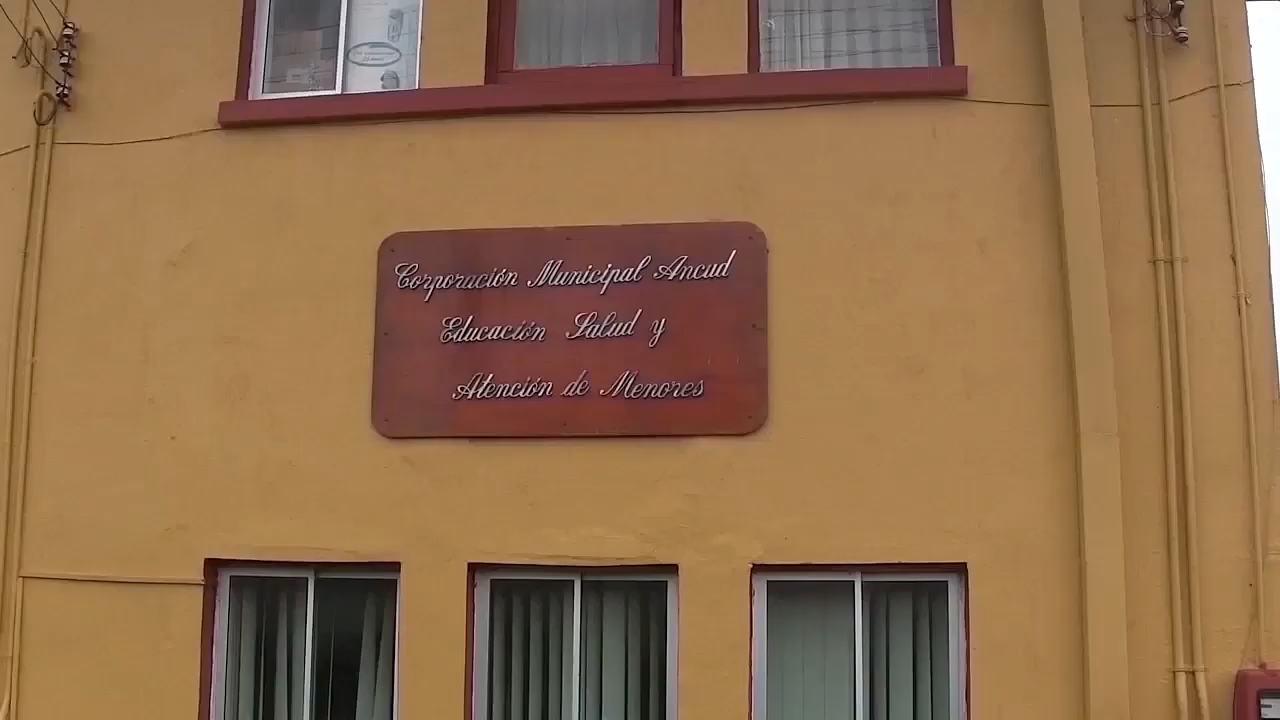 Corporación Municipal Ancud
Educación Salud y
Atención de Menores